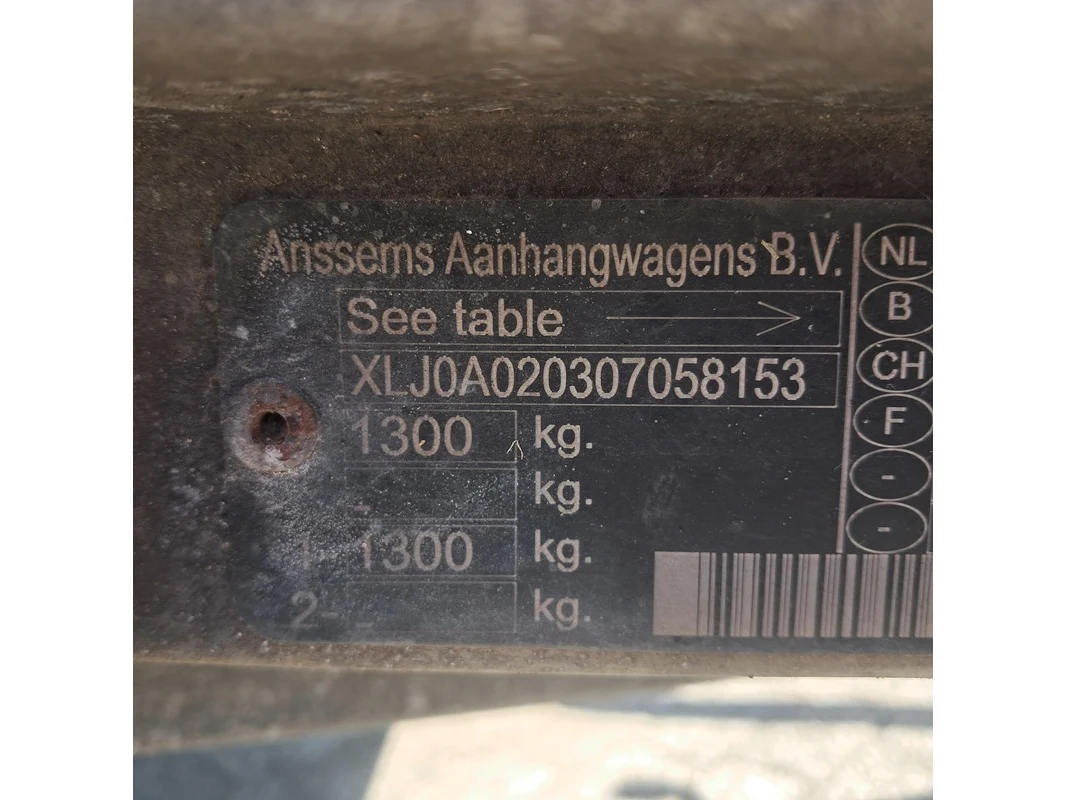 Anssems Aanhangwagens B.V.
See table
XLJ0A020307058153
1300 kg.
- kg.
1- 1300 kg.
2- - kg.
NL
B
CH
F
-
-